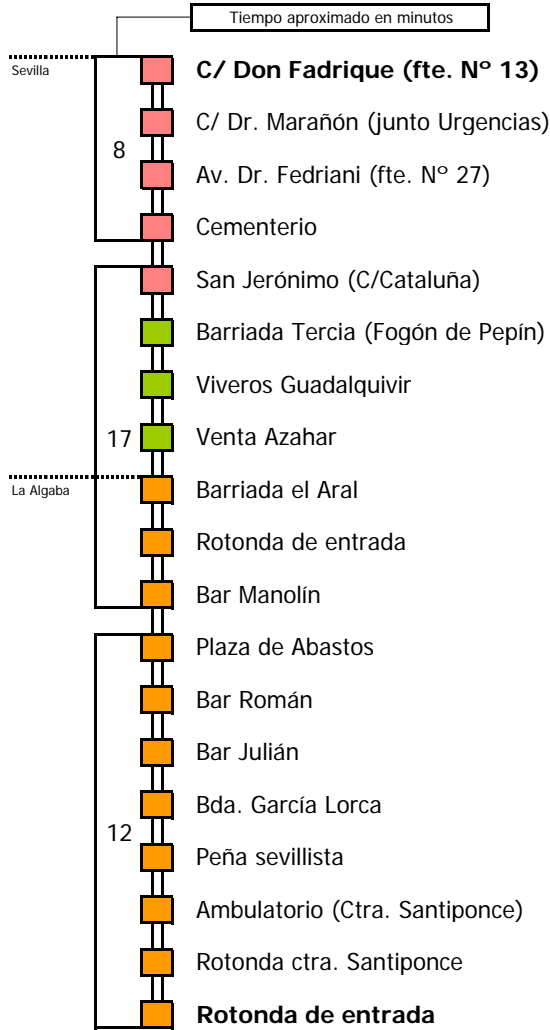 Tiempo aproximado en minutos
Sevilla
C/ Don Fadrique (fte. Nº 13)
C/ Dr. Marañón (junto Urgencias)
8
Av. Dr. Fedriani (fte. Nº 27)
Cementerio
San Jerónimo (C/Cataluña)
Barriada Tercia (Fogón de Pepín)
Viveros Guadalquivir
17
Venta Azahar
La Algaba
Barriada el Aral
Rotonda de entrada
Bar Manolín
Plaza de Abastos
Bar Román
Bar Julián
Bda. García Lorca
12
Peña sevillista
Ambulatorio (Ctra. Santiponce)
Rotonda ctra. Santiponce
Rotonda de entrada